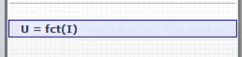 U = fct(I)